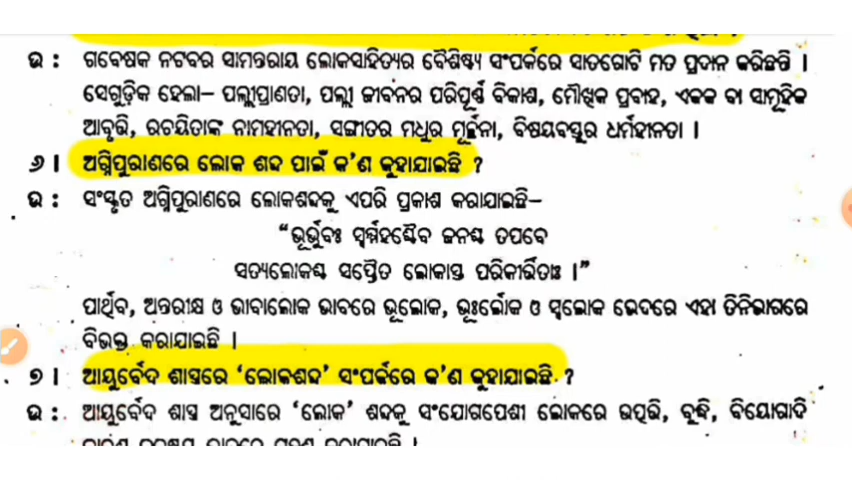 ଉ : ଗବେଷକ ନଟବର ସାମନ୍ତରାୟ ଲୋକସାହିତ୍ୟର ବୈଶିଷ୍ଟ୍ୟ ସଂପର୍କରେ ସାତଗୋଟି ମତ ପ୍ରଦାନ କରିଛନ୍ତି ।
ସେଗୁଡ଼ିକ ହେଲା– ପଲ୍ଲୀପ୍ରାଣତା, ପଲ୍ଲୀ ଜୀବନର ପରିପୂର୍ଣ୍ଣ ବିକାଶ, ମୌଖିକ ପ୍ରବାହ, ଏକକ ବା ସାମୂହିକ
ଆବୃତ୍ତି, ରଚୟିତାଙ୍କ ନାମହୀନତା, ସଙ୍ଗୀତର ମଧୁର ମୂର୍ଚ୍ଛନା, ବିଷୟବସ୍ତୁର ଧର୍ମହୀନତା ।
୬ । ଅଗ୍ନିପୁରାଣରେ ଲୋକ ଶବ୍ଦ ପାଇଁ କ'ଣ କୁହାଯାଇଛି ?
ଉ : ସଂସ୍କୃତ ଅଗ୍ନିପୁରାଣରେ ଲୋକଶବ୍ଦକୁ ଏପରି ପ୍ରକାଶ କରାଯାଇଛି–
“ଭୂର୍ଭୁବଃ ସ୍ୱର୍ମହଶ୍ଚୈବ ଜନଶ୍ଚ ତପବେ
ସତ୍ୟଲୋକଶ୍ଚ ସପ୍ତୈତ ଲୋକାସ୍ତ ପରିକୀର୍ତ୍ତିତାଃ ।”
ପାର୍ଥିବ, ଅନ୍ତରୀକ୍ଷ ଓ ଭାବାଲୋକ ଭାବରେ ଭୂଲୋକ, ଭୂଃର୍ଲୋକ ଓ ସ୍ୱଲୋକ ଭେଦରେ ଏହା ତିନିଭାଗରେ
ବିଭକ୍ତ କରାଯାଇଛି ।
୭ । ଆୟୁର୍ବେଦ ଶାସ୍ତ୍ରରେ ‘ଲୋକଶବ୍ଦ’ ସଂପର୍କରେ କ'ଣ କୁହାଯାଇଛି ?
ଉ : ଆୟୁର୍ବେଦ ଶାସ୍ତ୍ର ଅନୁସାରେ ‘ଲୋକ’ ଶବ୍ଦକୁ ସଂଯୋଗପେଶୀ ଲୋକରେ ଉତ୍ପତ୍ତି, ବୃଦ୍ଧି, ବିୟୋଗାଦି